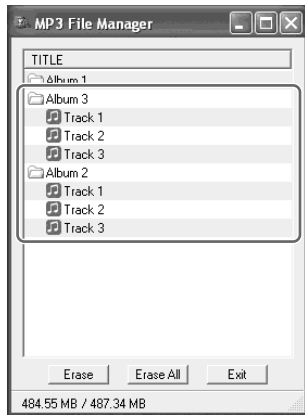 MP3 File Manager
TITLE
Album 1
Album 3
Track 1
Track 2
Track 3
Album 2
Track 1
Track 2
Track 3
Erase Erase All Exit
484.55 MB / 487.34 MB